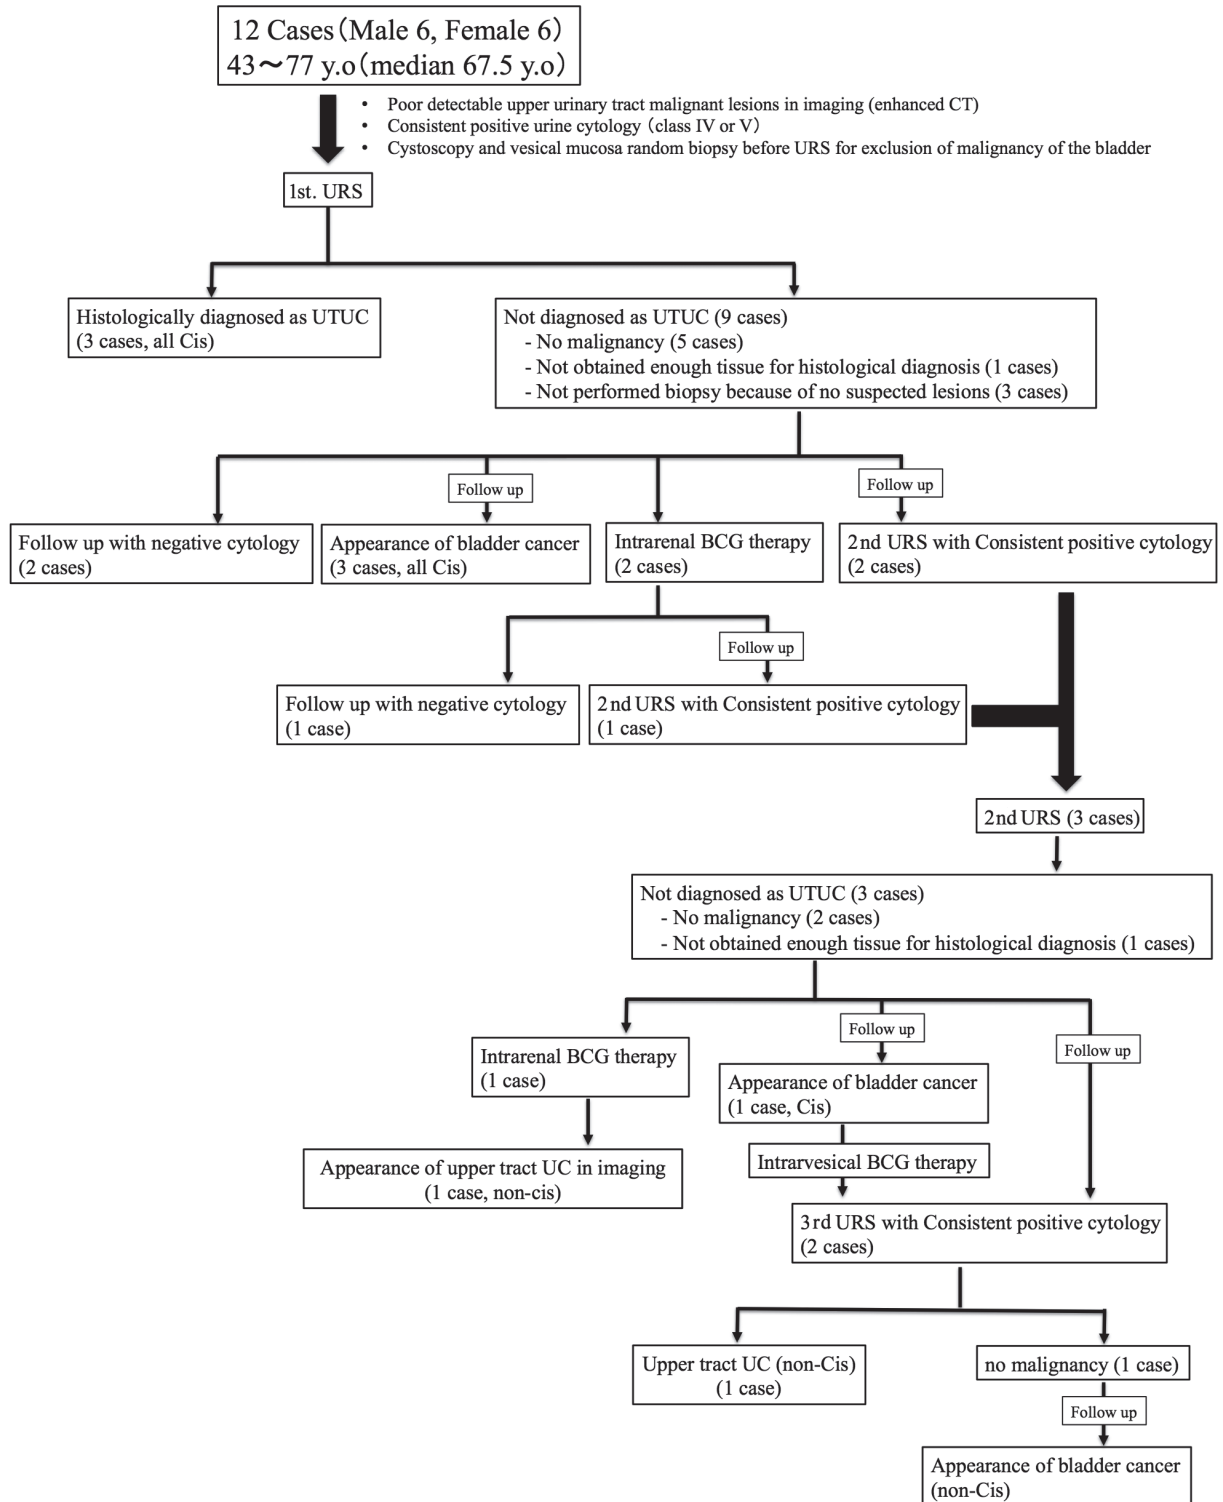 12 Cases（Male 6, Female 6）
43〜77 y.o（median 67.5 y.o）
• Poor detectable upper urinary tract malignant lesions in imaging (enhanced CT)
• Consistent positive urine cytology（class IV or V）
• Cystoscopy and vesical mucosa random biopsy before URS for exclusion of malignancy of the bladder
1st. URS
Histologically diagnosed as UTUC
(3 cases, all Cis)
Not diagnosed as UTUC (9 cases)
- No malignancy (5 cases)
- Not obtained enough tissue for histological diagnosis (1 cases)
- Not performed biopsy because of no suspected lesions (3 cases)
Follow up
Follow up
Follow up with negative cytology
(2 cases)
Appearance of bladder cancer
(3 cases, all Cis)
Intrarenal BCG therapy
(2 cases)
2nd URS with Consistent positive cytology
(2 cases)
Follow up
Follow up with negative cytology
(1 case)
2nd URS with Consistent positive cytology
(1 case)
2nd URS (3 cases)
Not diagnosed as UTUC (3 cases)
- No malignancy (2 cases)
- Not obtained enough tissue for histological diagnosis (1 cases)
Follow up
Follow up
Intrarenal BCG therapy
(1 case)
Appearance of bladder cancer
(1 case, Cis)
Appearance of upper tract UC in imaging
(1 case, non-cis)
Intrarvesical BCG therapy
3rd URS with Consistent positive cytology
(2 cases)
Upper tract UC (non-Cis)
(1 case)
no malignancy (1 case)
Follow up
Appearance of bladder cancer
(non-Cis)